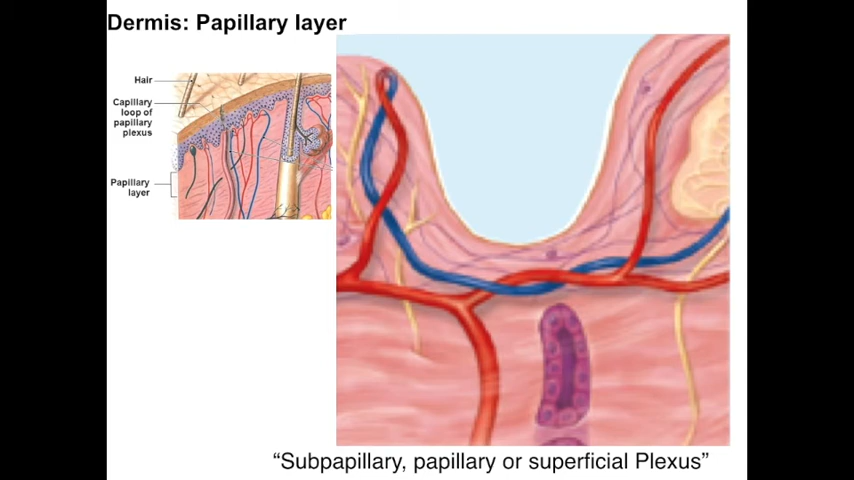 Dermis: Papillary layer
Hair
Capillary
loop of
papillary
plexus
Papillary
layer
“Subpapillary, papillary or superficial Plexus”